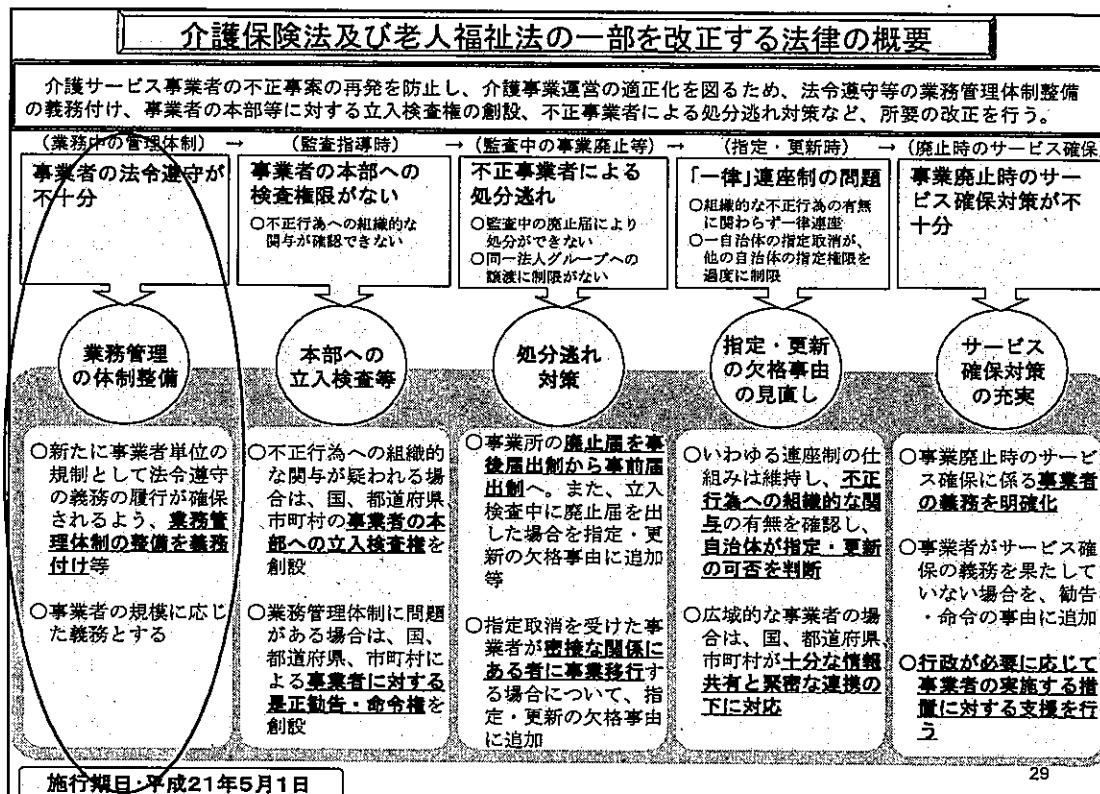 介護保険法及び老人福祉法の一部を改正する法律の概要
介護サービス事業者の不正事案の再発を防止し、介護事業運営の適正化を図るため、法令遵守等の業務管理体制整備
の義務付け、事業者の本部等に対する立入検査権の創設、不正事業者による処分逃れ対策など、所要の改正を行う。
(業務中の管理体制) → (監査指導時) → (監査中の事業廃止等) → (指定・更新時) → (廃止時のサービス確保)
事業者の法令遵守が
不十分
事業者の本部への
検査権限がない
○不正行為への組織的な
関与が確認できない
不正事業者による
処分逃れ
○監査中の廃止届により
処分ができない
○同一法人グループへの
譲渡に制限がない
「一律」連座制の問題
○組織的な不正行為の有無
に関わらず一律連座
○一自治体の指定取消が、
他の自治体の指定権限を
過度に制限
事業廃止時のサー
ビス確保対策が不
十分
業務管理
の体制整備
本部への
立入検査等
処分逃れ
対策
指定・更新
の欠格事由
の見直し
サービス
確保対策
の充実
○新たに事業者単位の
規制として法令遵守
の義務の履行が確保
されるよう、業務管
理体制の整備を義務
付け等
○事業者の規模に応じ
た義務とする
○不正行為への組織的
な関与が疑われる場
合は、国、都道府県、
市町村の事業者の本
部への立入検査権を
創設
○業務管理体制に問題
がある場合は、国、
都道府県、市町村に
よる事業者に対する
是正勧告・命令権を
創設
○事業所の廃止届を事
後届出制から事前届
出制へ。また、立入
検査中に廃止届を出
した場合を指定・更
新の欠格事由に追加
等
○指定取消を受けた事
業者が密接な関係に
ある者に事業移行す
る場合について、指
定・更新の欠格事由
に追加
○いわゆる連座制の仕
組みは維持し、不正
行為への組織的な関
与の有無を確認し、
自治体が指定・更新
の可否を判断
○広域的な事業者の場
合は、国、都道府県、
市町村が十分な情報
共有と緊密な連携の
下に対応
○事業廃止時のサービ
ス確保に係る事業者
の義務を明確化
○事業者がサービス確
保の義務を果たして
いない場合を、勧告
・命令の事由に追加
○行政が必要に応じて
事業者の実施する措
置に対する支援を行
う
施行期日・平成21年5月1日
29